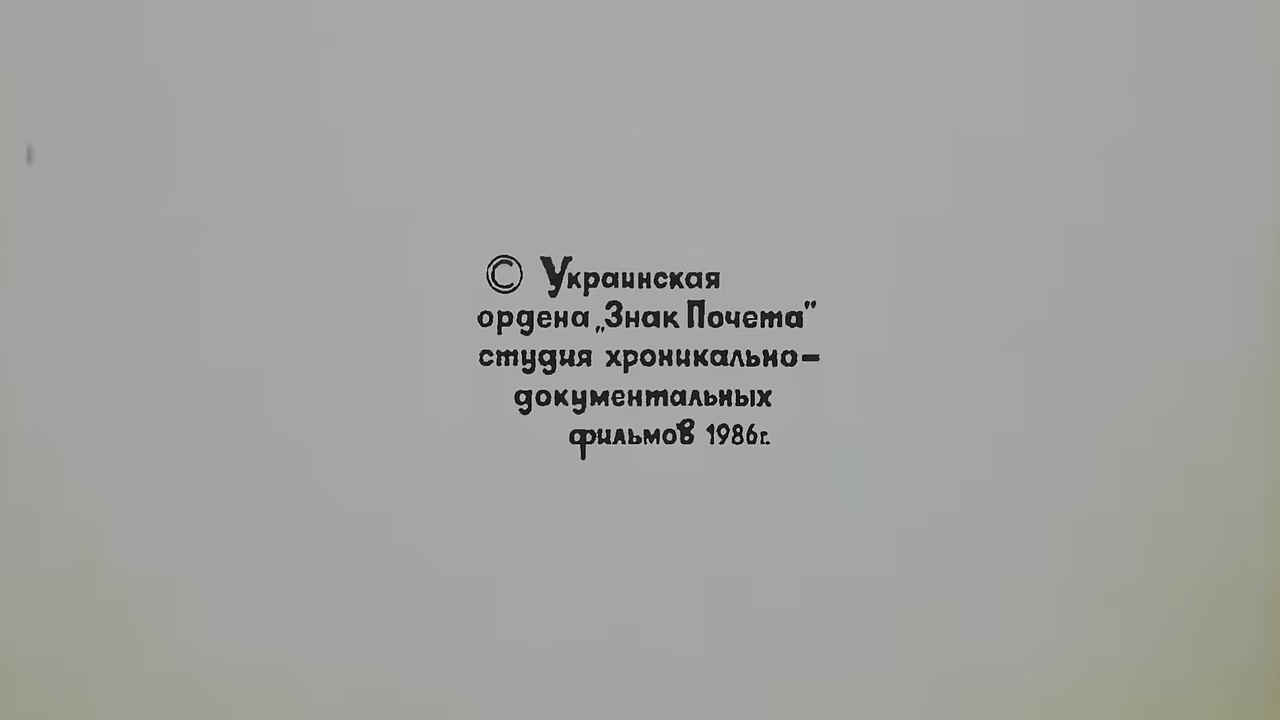 © Украинская
ордена „Знак Почета"
студия хроникально-
документальных
фильмов 1986г.